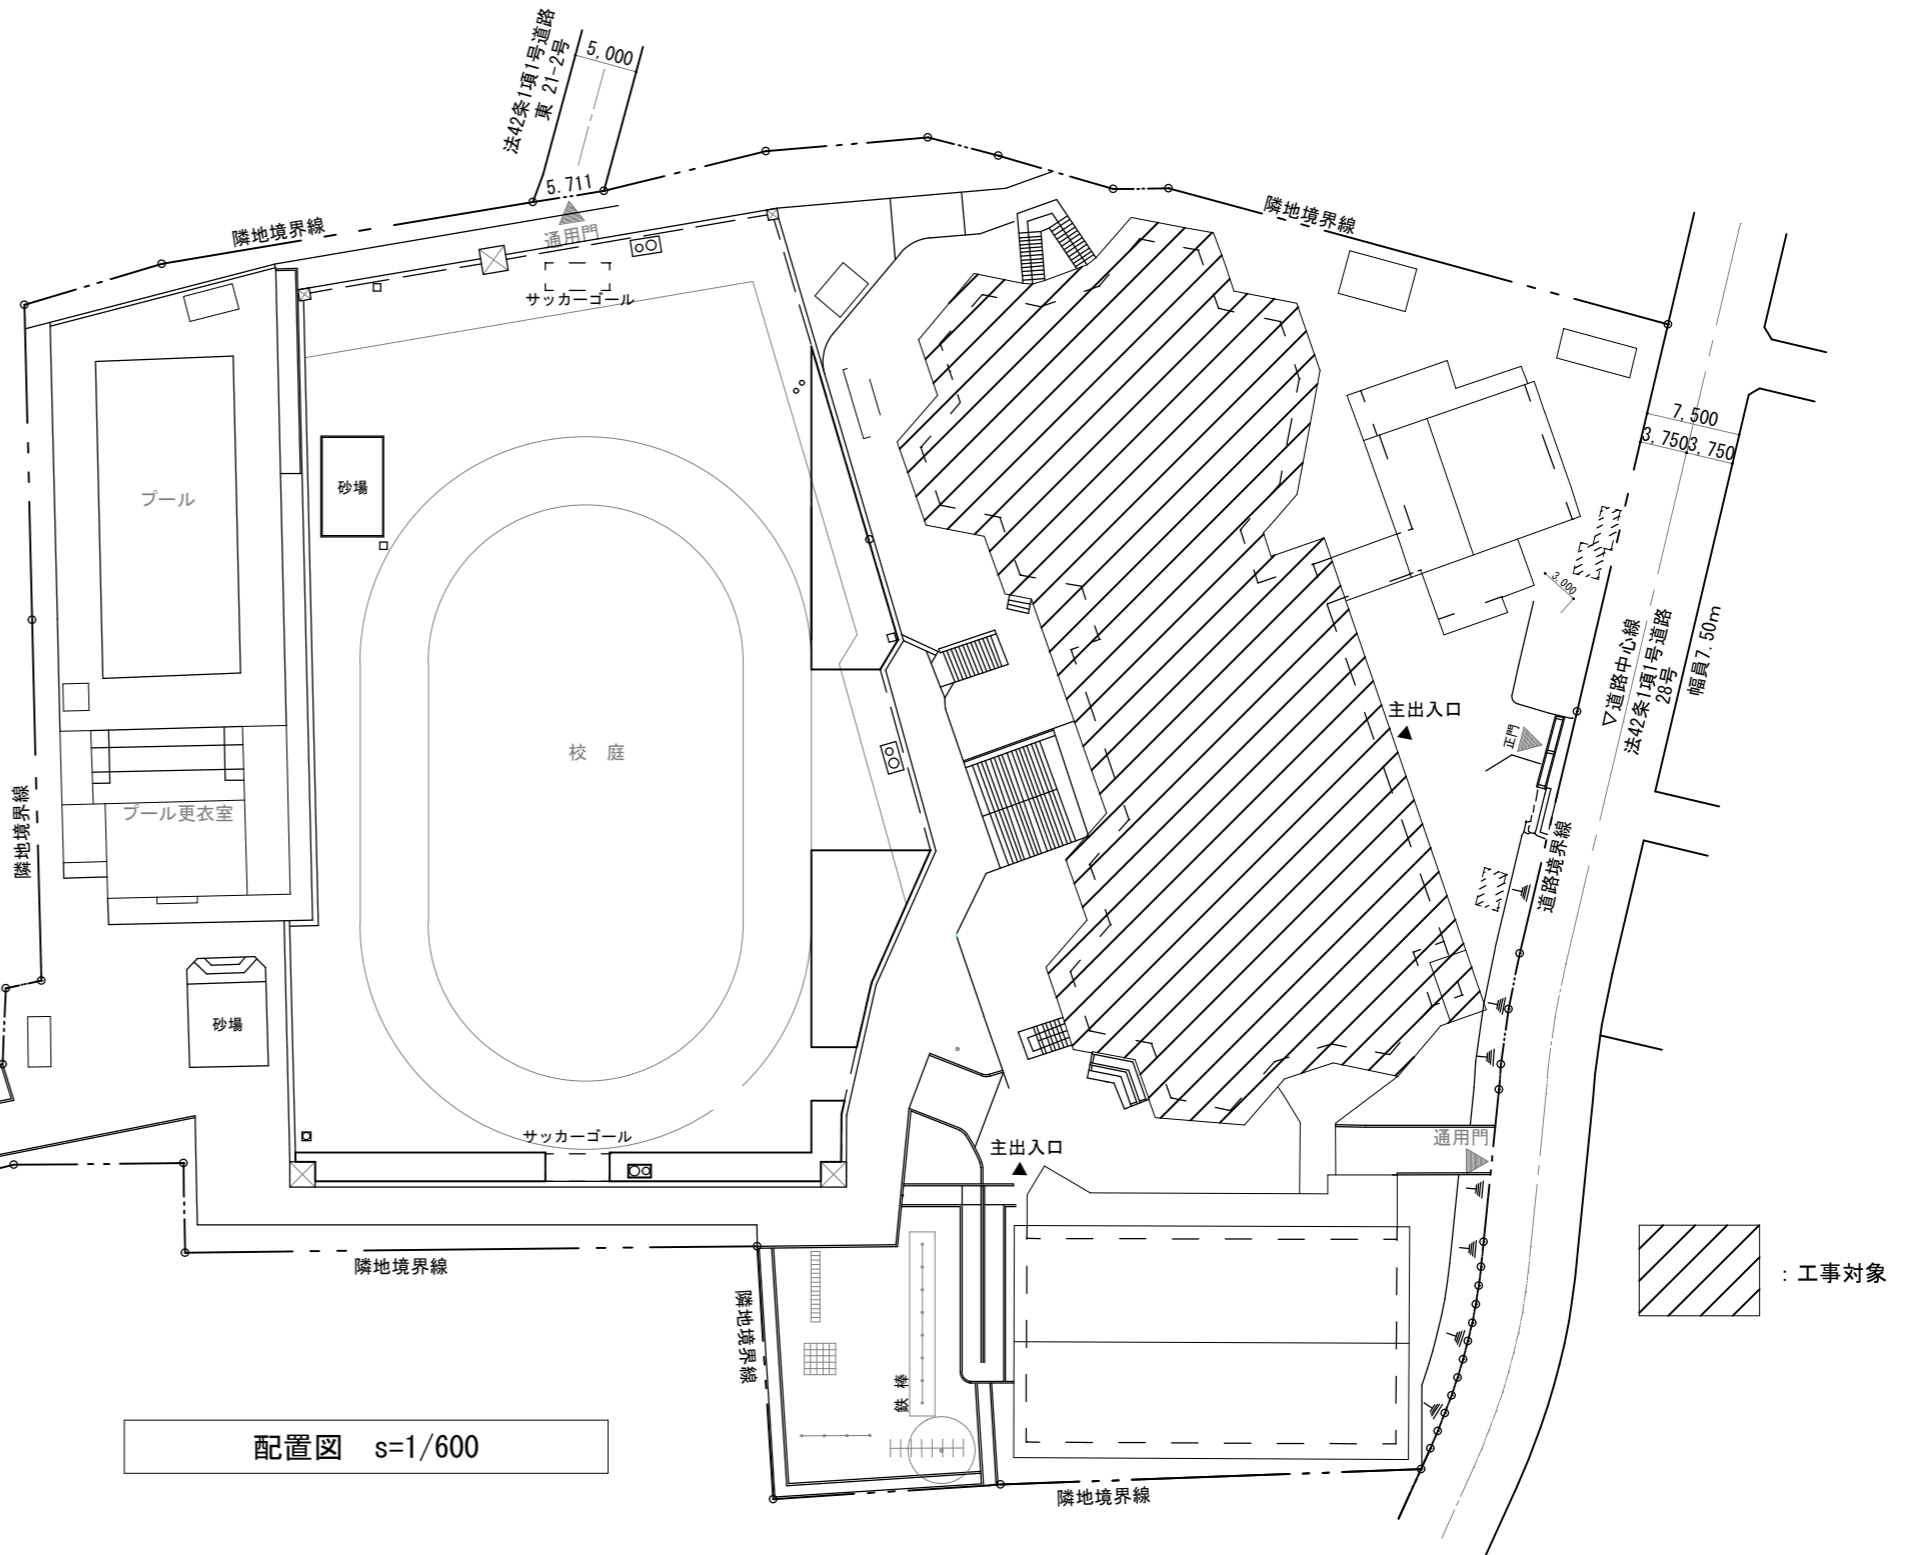 法42条1項1号道路
東 21-2号
5,000
5.711
通用門
サッカーゴール
隣地境界線
隣地境界線
7,500
3,750
3,750
プール
砂場
3,000
▽道路中心線
法42条1項1号道路
28号
幅員7.50m
主出入口
正門
校 庭
プール更衣室
隣地境界線
道路境界線
砂場
サッカーゴール
主出入口
通用門
隣地境界線
隣地境界線
鉄 棒
：工事対象
配置図 s=1/600
隣地境界線